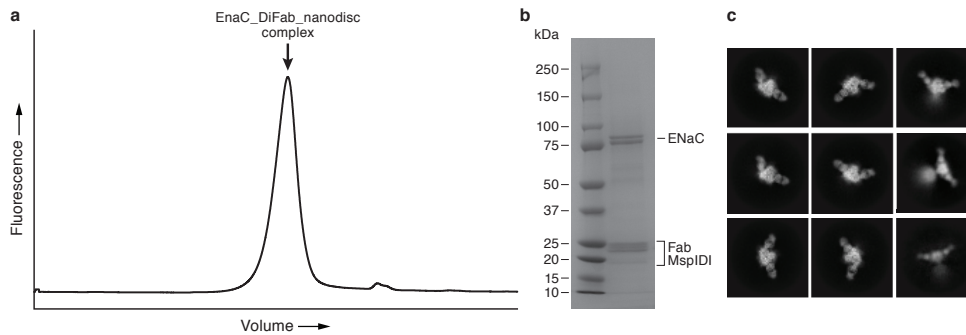 a
EnaC_DiFab_nanodisc
complex
Fluorescence
Volume
b
kDa
250
150
100
75
50
37
25
20
15
10
ENaC
Fab
MspIDI
c